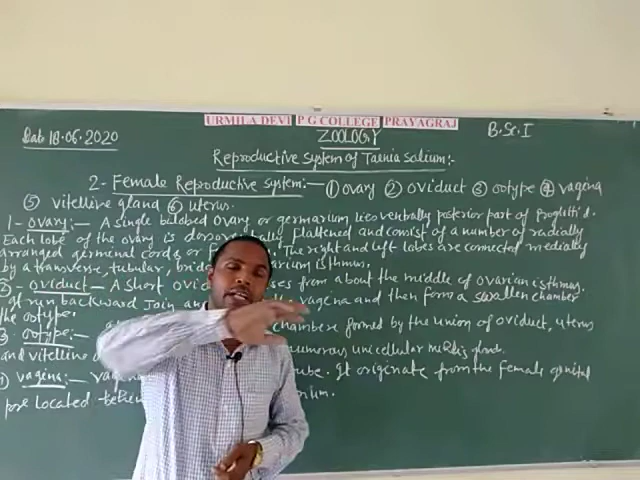 URMILA DEVI P G COLLEGE PRAYAGRAJ
Date 18.06.2020 ZOOLOGY B.Sc. I
Reproductive system of Taenia solium:-
2- Female Reproductive system:- ① ovary ② oviduct ③ ootype ④ vagina
⑤ vitelline gland ⑥ uterus.
1- ovary:- A single bilobed ovary or germarium lies ventrally posterior part of Proglottid.
Each lobe of the ovary is dorsoventrally flattened and consist of a number of radially
arranged germinal cords or The right and left lobes are connected medially
by a transverse, tubular, isthmus.
② - oviduct:- A short from about the middle of ovarian isthmus.
It run backward join vagina and then form a swollen chamber
the ootype.
③ ootype:- chamber formed by the union of oviduct, uterus
and vitelline numerous unicellular glands.
④ vagina:- It originate from the female genital
pore located